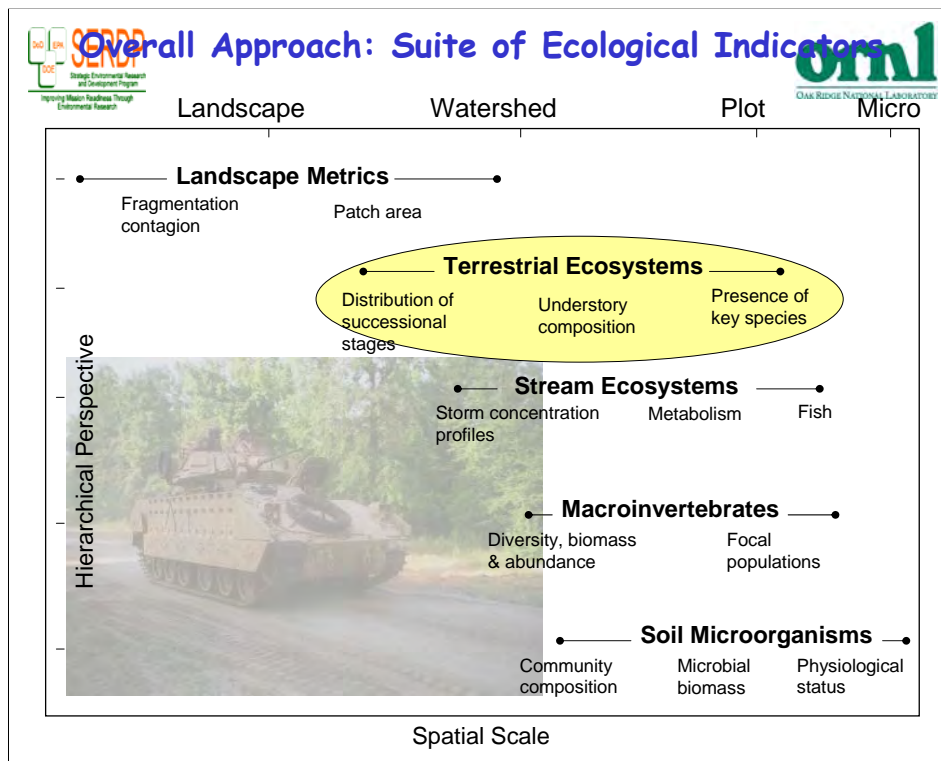 Overall Approach: Suite of Ecological Indicators
DoD
EPA
DOE
SERDP
Strategic Environmental Research
and Development Program
Improving Mission Readiness Through
Environmental Research
ornl
OAK RIDGE NATIONAL LABORATORY
Landscape
Watershed
Plot
Micro
Landscape Metrics
Fragmentation
contagion
Patch area
Terrestrial Ecosystems
Distribution of
successional
stages
Understory
composition
Presence of
key species
Hierarchical Perspective
Stream Ecosystems
Storm concentration
profiles
Metabolism
Fish
Macroinvertebrates
Diversity, biomass
& abundance
Focal
populations
Soil Microorganisms
Community
composition
Microbial
biomass
Physiological
status
Spatial Scale